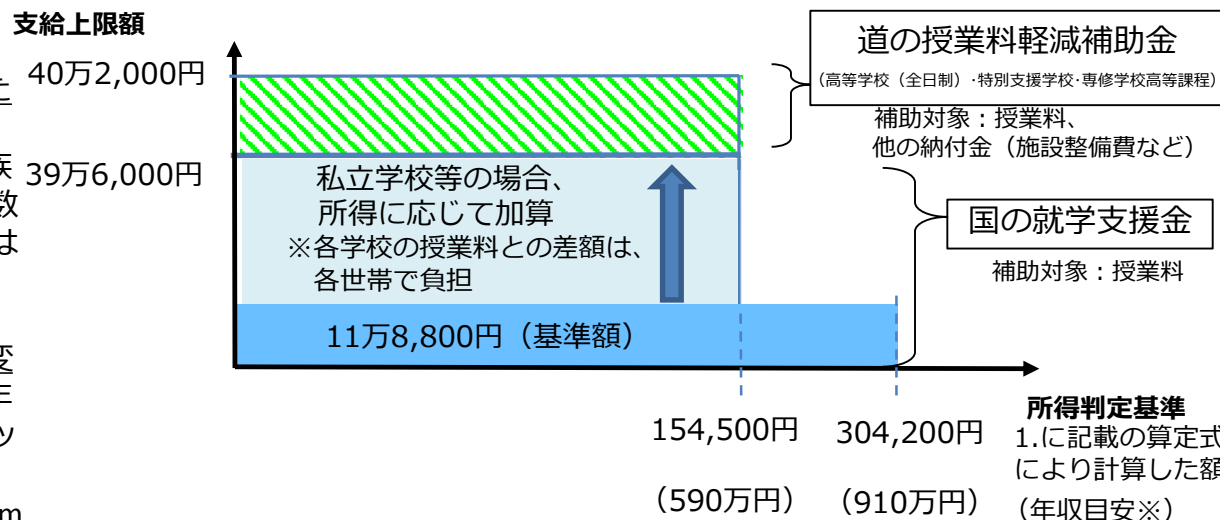 支給上限額
40万2,000円
39万6,000円
道の授業料軽減補助金
（高等学校（全日制）・特別支援学校・専修学校高等課程）
補助対象：授業料、
他の納付金（施設整備費など）
私立学校等の場合、
所得に応じて加算
※各学校の授業料との差額は、
各世帯で負担
国の就学支援金
補助対象：授業料
11万8,800円（基準額）
154,500円
304,200円
（590万円）
（910万円）
所得判定基準
1.に記載の算定式
により計算した額
（年収目安※）
数
は
ツ
m